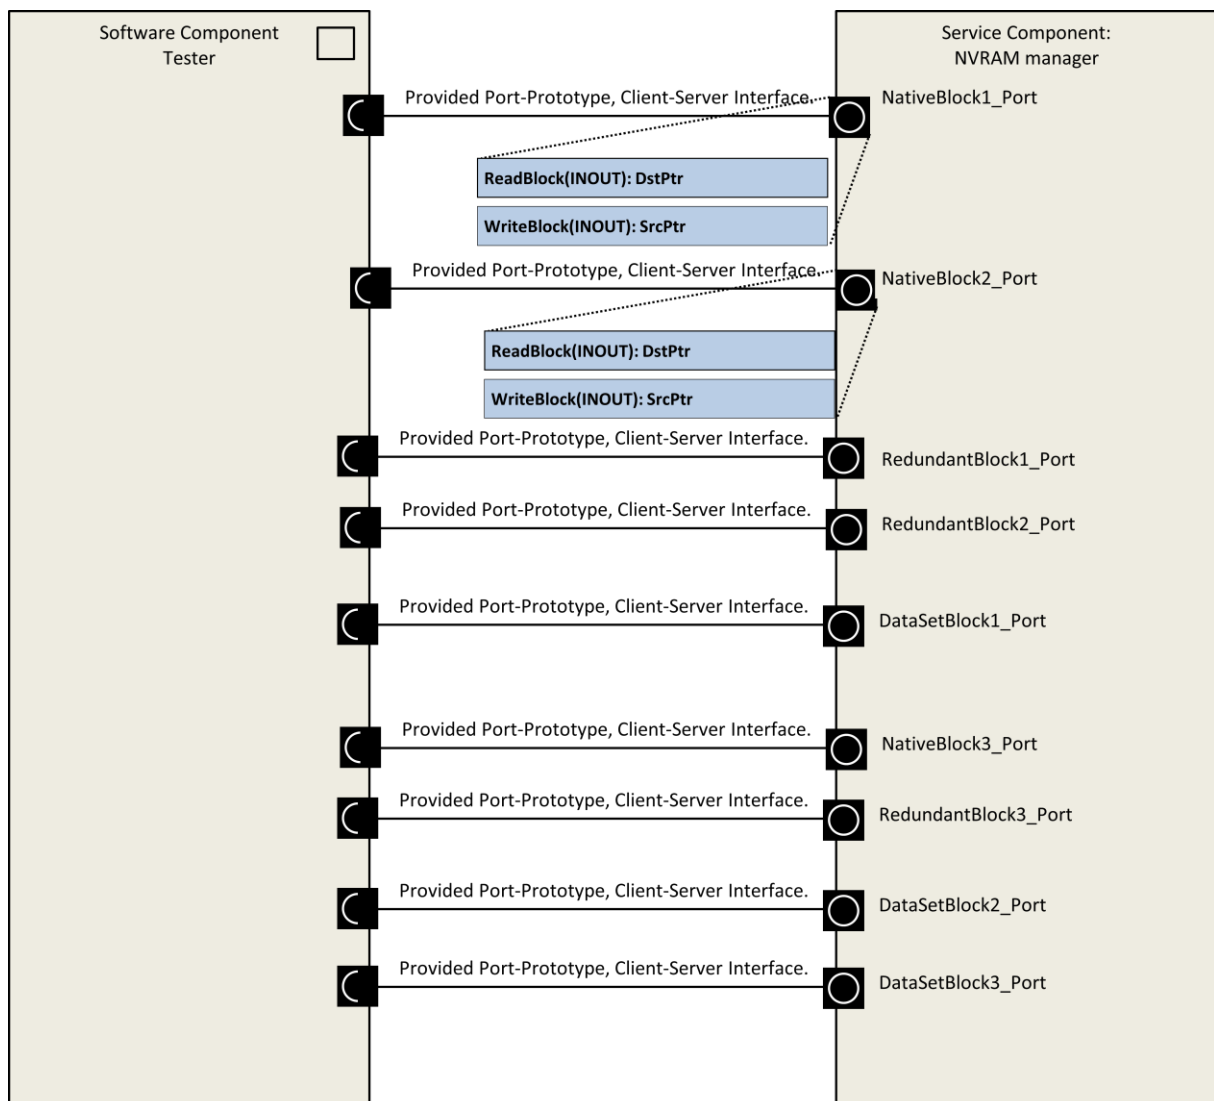 Software Component
Tester
Service Component:
NVRAM manager
Provided Port-Prototype, Client-Server Interface.
NativeBlock1_Port
ReadBlock(INOUT): DstPtr
WriteBlock(INOUT): SrcPtr
Provided Port-Prototype, Client-Server Interface.
NativeBlock2_Port
ReadBlock(INOUT): DstPtr
WriteBlock(INOUT): SrcPtr
Provided Port-Prototype, Client-Server Interface.
RedundantBlock1_Port
Provided Port-Prototype, Client-Server Interface.
RedundantBlock2_Port
Provided Port-Prototype, Client-Server Interface.
DataSetBlock1_Port
Provided Port-Prototype, Client-Server Interface.
NativeBlock3_Port
Provided Port-Prototype, Client-Server Interface.
RedundantBlock3_Port
Provided Port-Prototype, Client-Server Interface.
DataSetBlock2_Port
Provided Port-Prototype, Client-Server Interface.
DataSetBlock3_Port